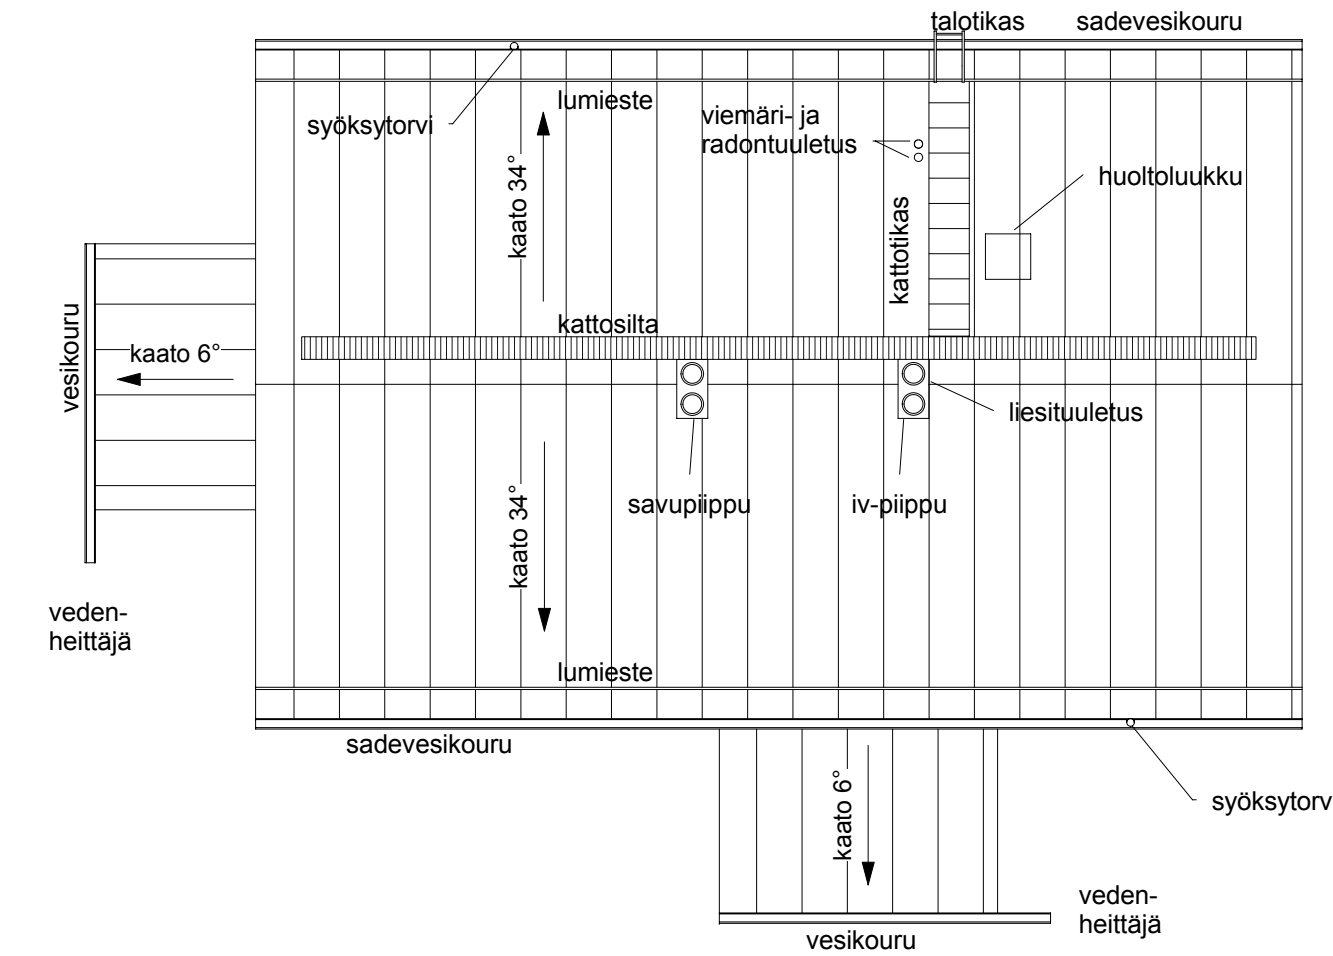 talotikas
sadevesikouru
lumieste
syöksytorvi
viemäri- ja
radontuuletus
kaato 34°
huoltoluukku
kattotikas
kattosilta
vesikouru
kaato 6°
liesituuletus
savupiippu
iv-piippu
kaato 34°
veden-
heittäjä
lumieste
sadevesikouru
kaato 6°
syöksytorv
veden-
heittäjä
vesikouru